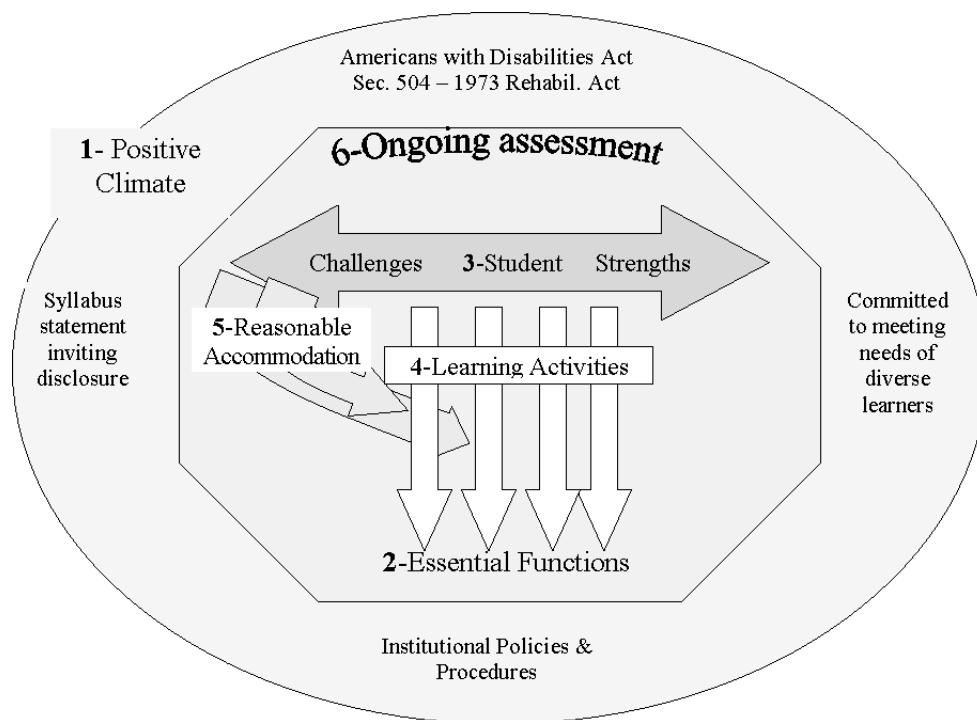 Americans with Disabilities Act
Sec. 504 – 1973 Rehabil. Act
1- Positive
Climate
6-Ongoing assessment
Challenges 3-Student Strengths
Syllabus
statement
inviting
disclosure
5-Reasonable
Accommodation
4-Learning Activities
Committed
to meeting
needs of
diverse
learners
2-Essential Functions
Institutional Policies &
Procedures